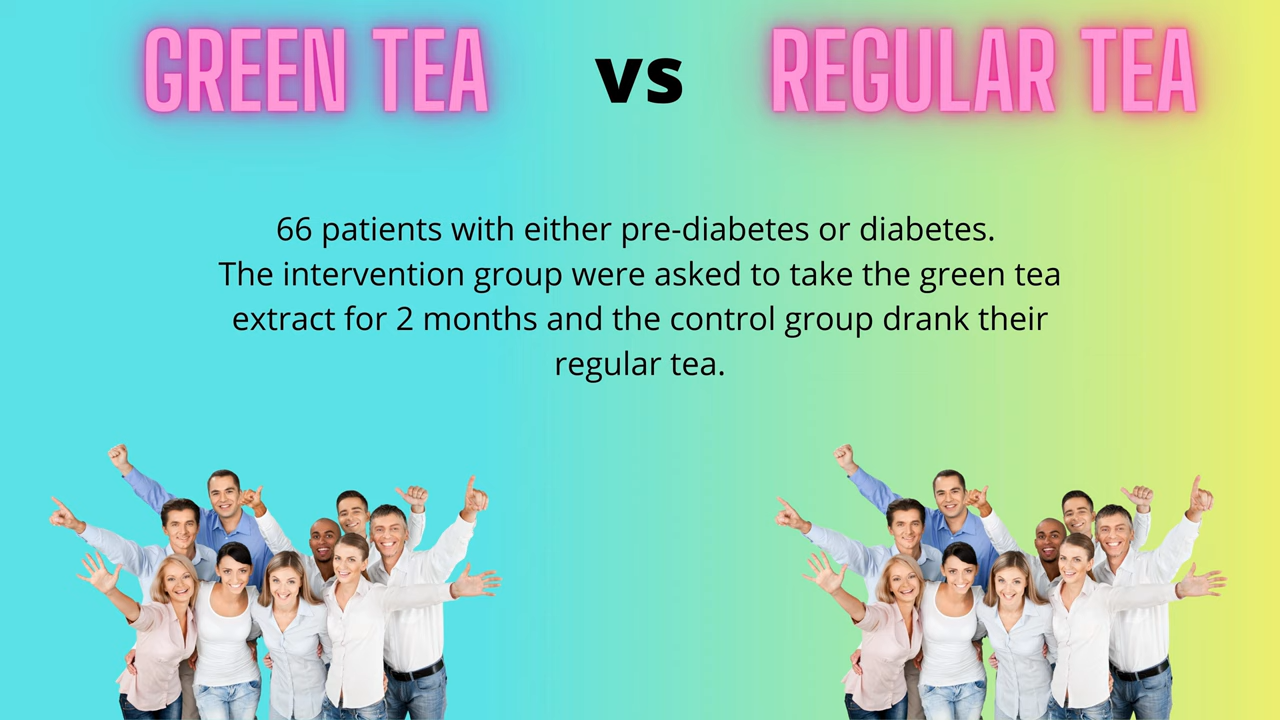 GREEN TEA vs REGULAR TEA
66 patients with either pre-diabetes or diabetes.
The intervention group were asked to take the green tea
extract for 2 months and the control group drank their
regular tea.